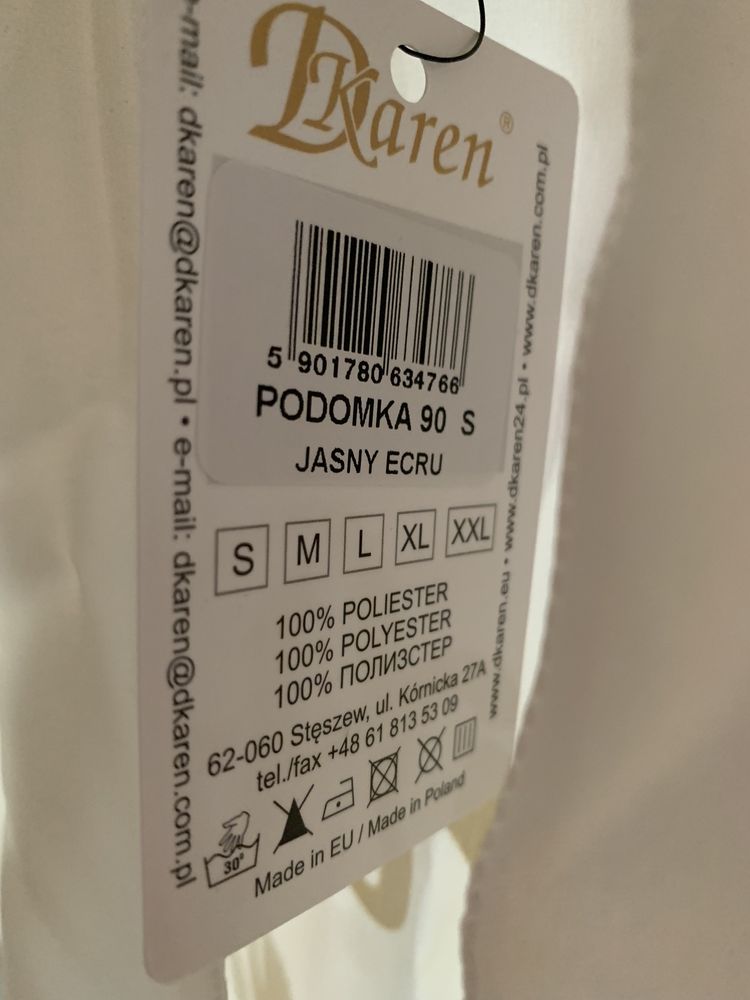 DKaren®
5 901780 634766
PODOMKA 90 S
JASNY ECRU
S M L XL XXL
100% POLIESTER
100% POLYESTER
100% ПОЛИЗСТЕР
62-060 Stęszew, ul. Kórnicka 27A
tel./fax +48 61 813 53 09
30°
Made in EU / Made in Poland
e-mail: dkaren@dkaren.pl • e-mail: dkaren@dkaren.com.pl
www.dkaren.eu • www.dkaren24.pl • www.dkaren.com.pl